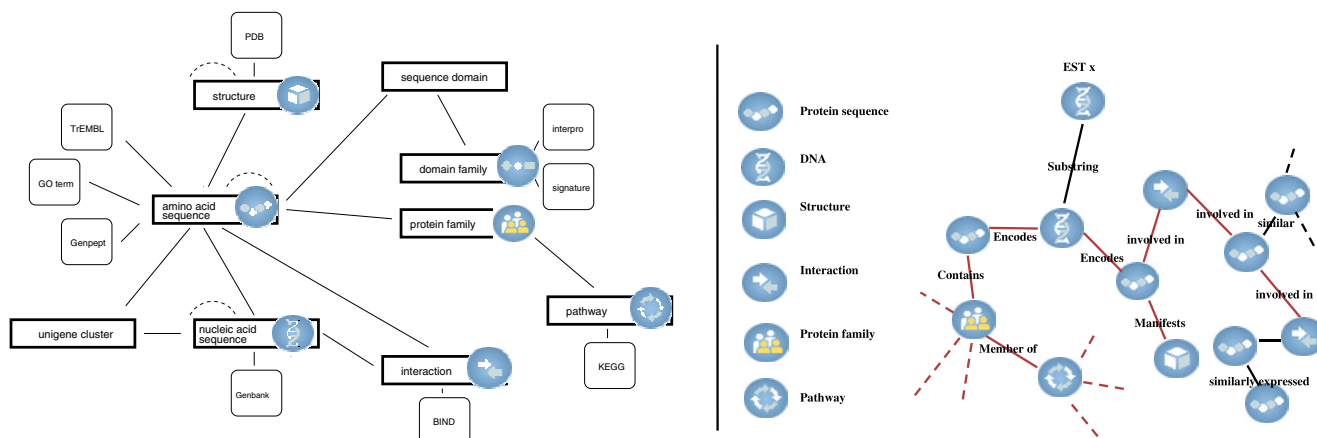 PDB
structure
sequence domain
TrEMBL
interpro
domain family
GO term
signature
amino acid
sequence
protein family
Genpept
pathway
unigene cluster
nucleic acid
sequence
KEGG
interaction
Genbank
BIND
Protein sequence
DNA
Structure
Interaction
Protein family
Pathway
EST x
Substring
involved in
similar
Encodes
involved in
Encodes
Contains
involved in
Manifests
Member of
similarly expressed